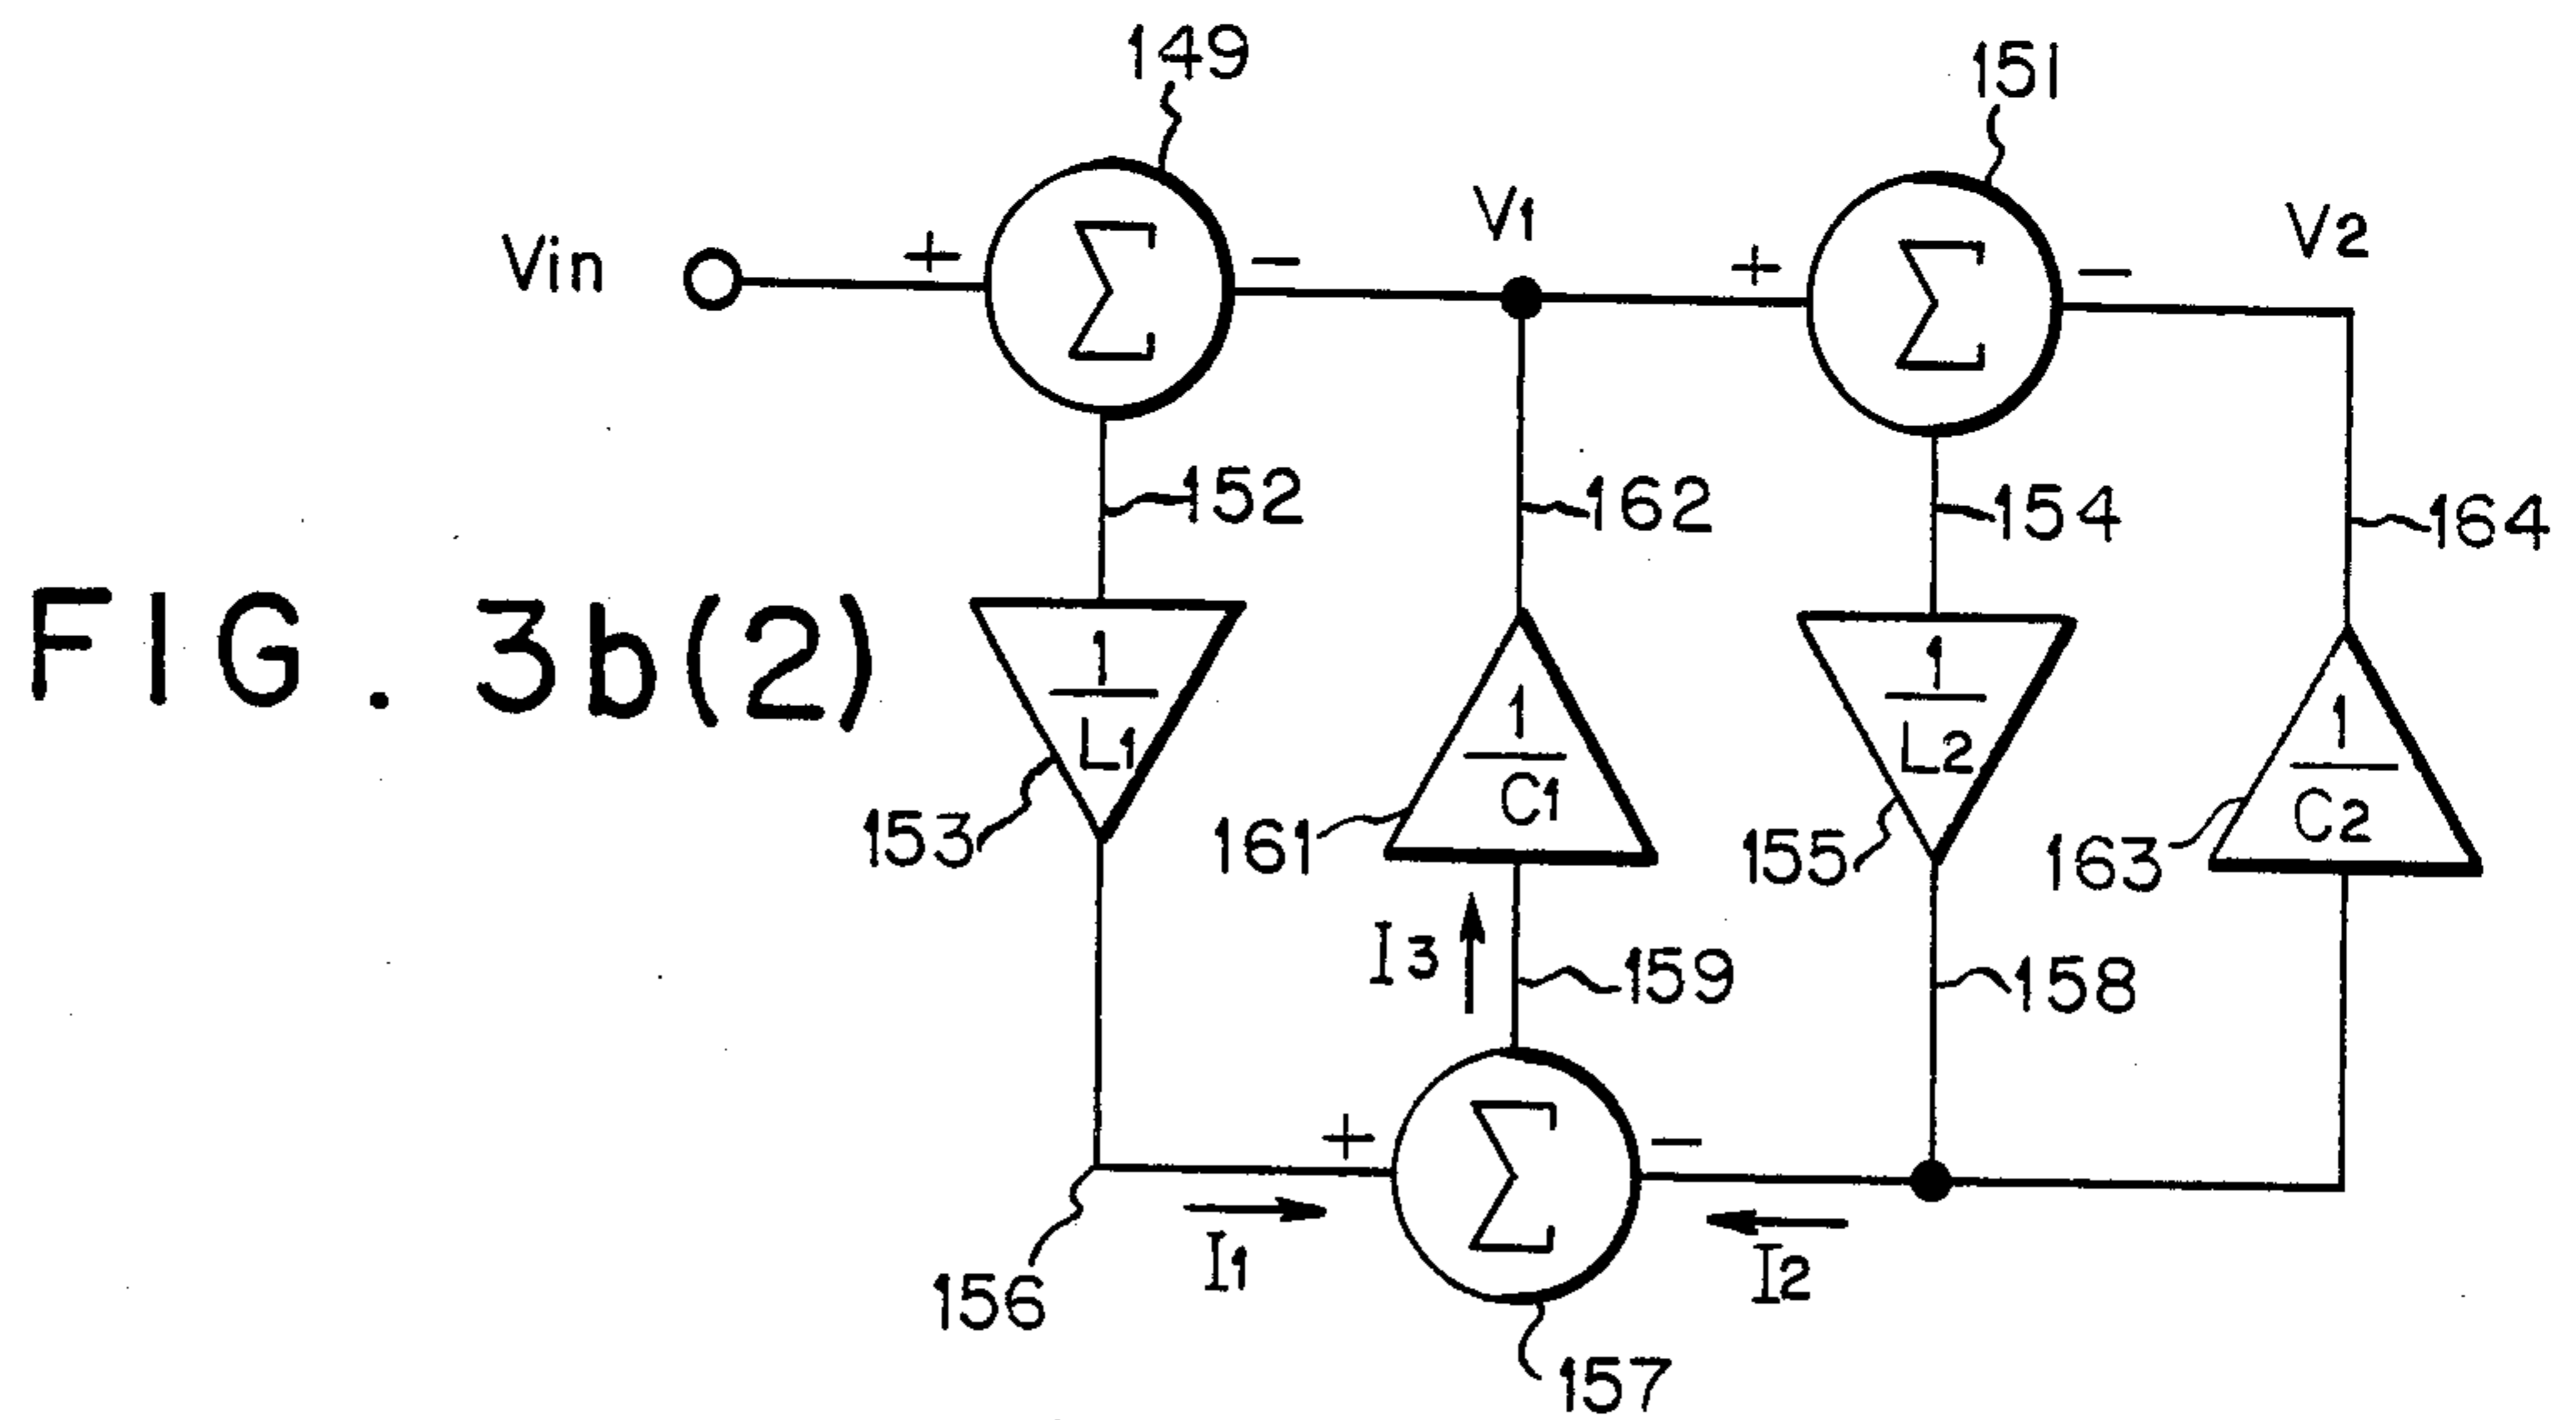 149
151
Vin
+
Σ
−
V1
+
Σ
−
V2
152
162
154
164
FIG. 3b(2)
1
L1
1
C1
1
L2
1
C2
153
161
155
163
I3
159
158
+
Σ
−
156
I1
I2
157